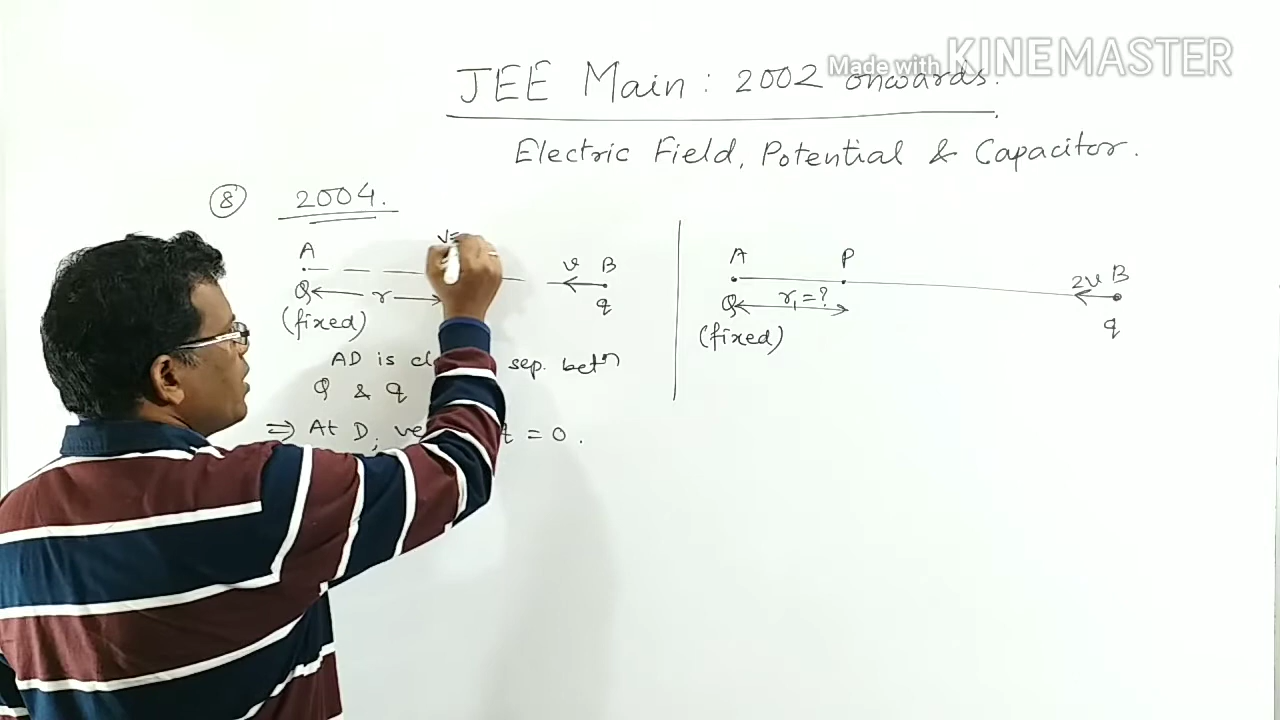 Made with KINEMASTER
JEE Main : 2002 onwards.
Electric Field, Potential & Capacitor.
8 2004.
A
V=
v B
Q r q
(fixed)
AD is sep. betn
Q & q
⇒ At D, = 0.
A P 2v B
Q r₁=? q
(fixed)